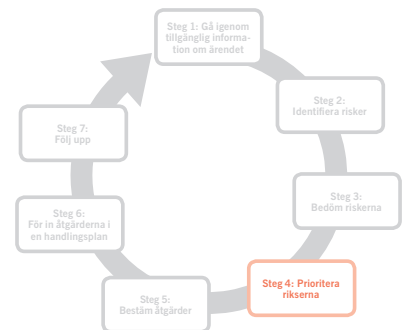 Steg 1: Gå igenom
tillgänglig informa-
tion om ärendet
Steg 2:
Identifiera risker
Steg 3:
Bedöm riskerna
Steg 4: Prioritera
rikserna
Steg 5:
Bestäm åtgärder
Steg 6:
För in åtgärderna i
en handlingsplan
Steg 7:
Följ upp